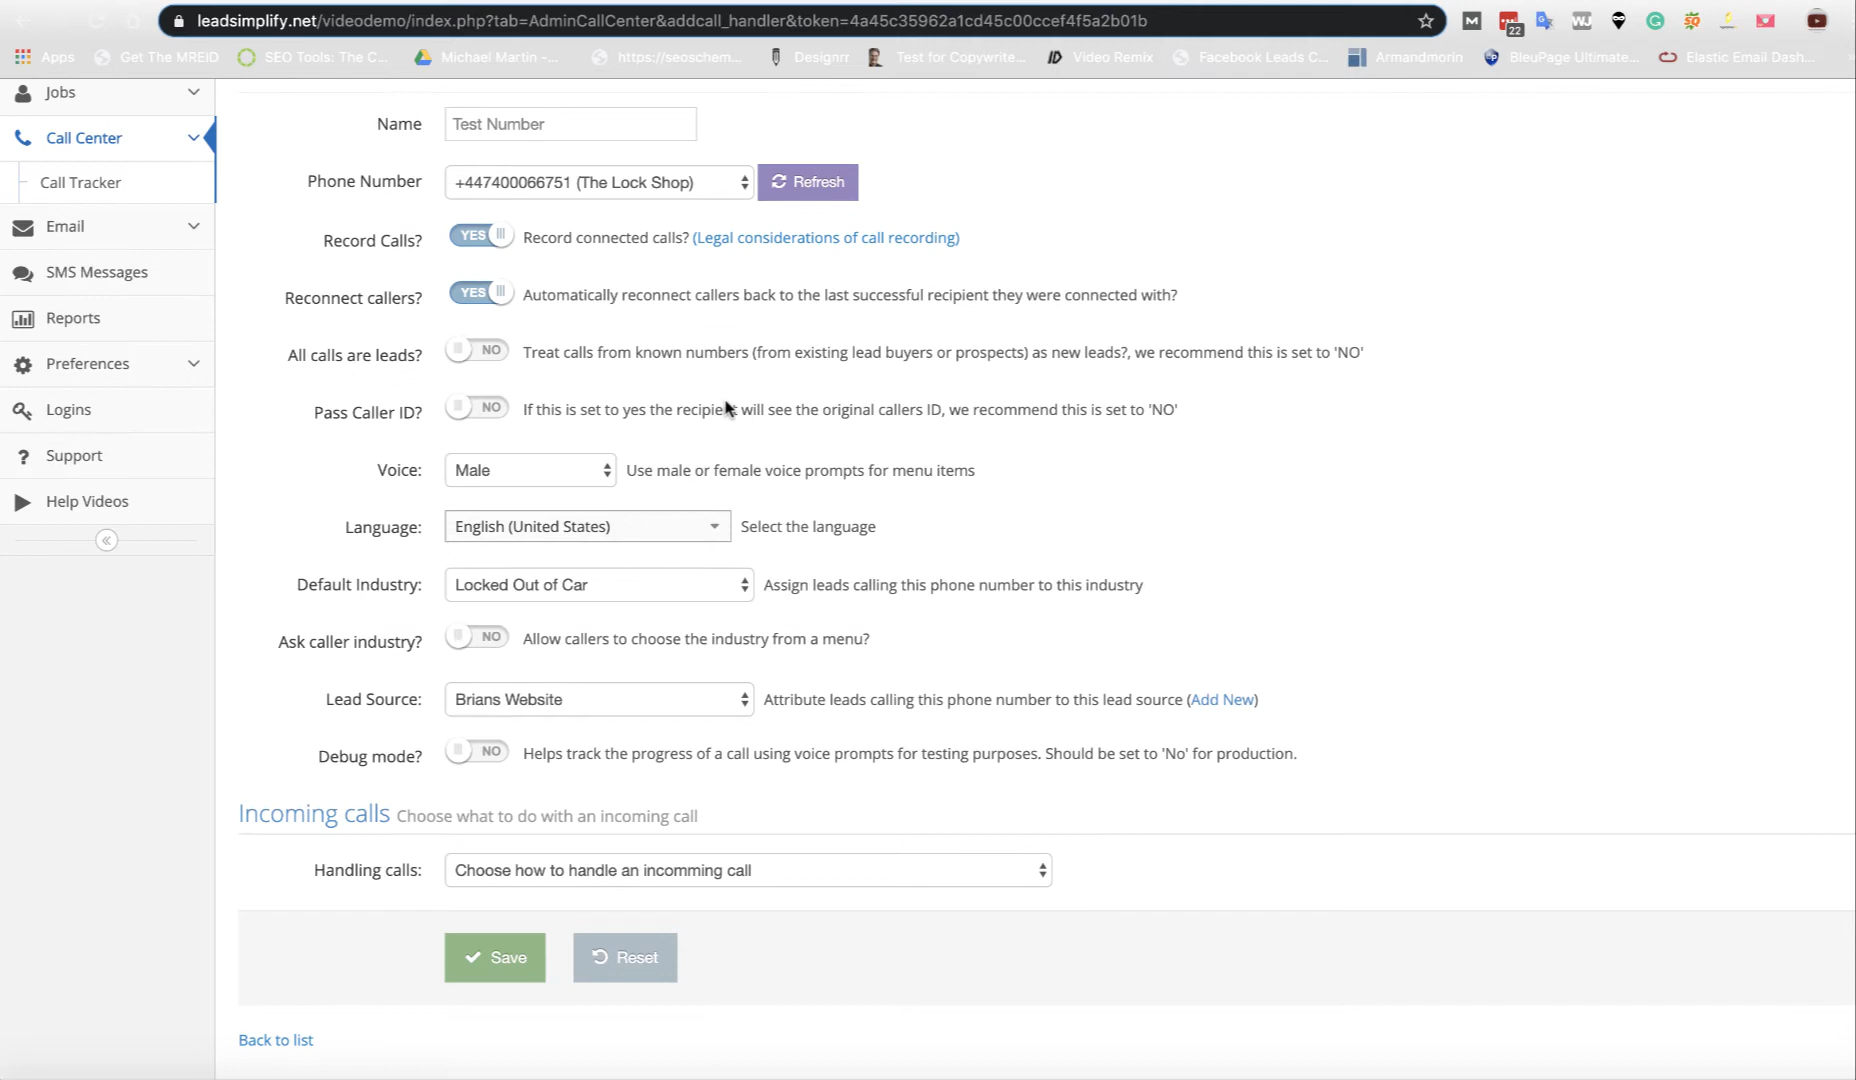 leadsimplify.net/videodemo/index.php?tab=AdminCallCenter&addcall_handler&token=4a45c35962a1cd45c00ccef4f5a2b01b
22
Apps
Get The MREID
SEO Tools: The C...
Michael Martin -...
https://seoschem...
Designrr
Test for Copywrite...
Video Remix
Facebook Leads C...
Armandmorin
BleuPage Ultimate...
Elastic Email Dash...
Jobs
Call Center
Call Tracker
Email
SMS Messages
Reports
Preferences
Logins
Support
Help Videos
Name Test Number
Phone Number +447400066751 (The Lock Shop) Refresh
Record Calls? YES Record connected calls? (Legal considerations of call recording)
Reconnect callers? YES Automatically reconnect callers back to the last successful recipient they were connected with?
All calls are leads? NO Treat calls from known numbers (from existing lead buyers or prospects) as new leads?, we recommend this is set to 'NO'
Pass Caller ID? NO If this is set to yes the recipient will see the original callers ID, we recommend this is set to 'NO'
Voice: Male Use male or female voice prompts for menu items
Language: English (United States) Select the language
Default Industry: Locked Out of Car Assign leads calling this phone number to this industry
Ask caller industry? NO Allow callers to choose the industry from a menu?
Lead Source: Brians Website Attribute leads calling this phone number to this lead source (Add New)
Debug mode? NO Helps track the progress of a call using voice prompts for testing purposes. Should be set to 'No' for production.
Incoming calls Choose what to do with an incoming call
Handling calls: Choose how to handle an incomming call
Save Reset
Back to list